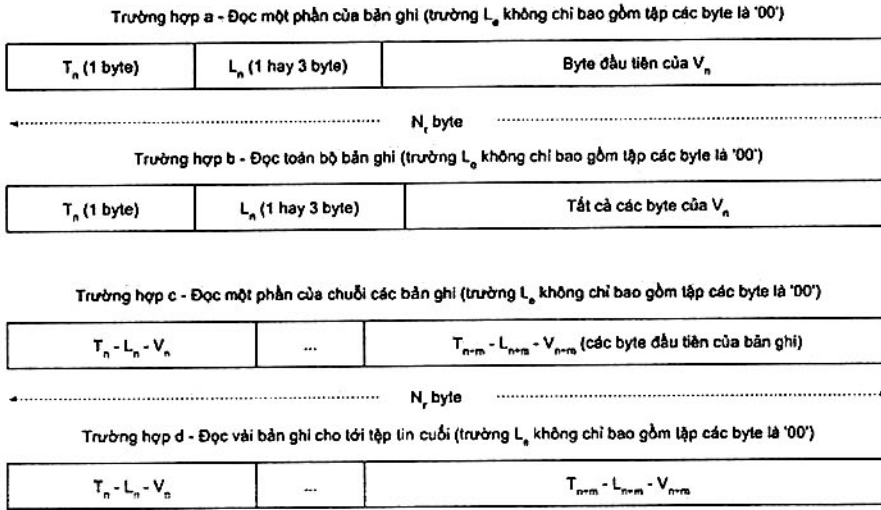 Trường hợp a - Đọc một phần của bản ghi (trường Lₑ không chỉ bao gồm tập các byte là '00')
Tₙ (1 byte) Lₙ (1 hay 3 byte) Byte đầu tiên của Vₙ
Nᵣ byte
Trường hợp b - Đọc toàn bộ bản ghi (trường Lₑ không chỉ bao gồm tập các byte là '00')
Tₙ (1 byte) Lₙ (1 hay 3 byte) Tất cả các byte của Vₙ
Trường hợp c - Đọc một phần của chuỗi các bản ghi (trường Lₑ không chỉ bao gồm tập các byte là '00')
Tₙ - Lₙ - Vₙ ... Tₙ₊ₘ - Lₙ₊ₘ - Vₙ₊ₘ (các byte đầu tiên của bản ghi)
Nᵣ byte
Trường hợp d - Đọc vài bản ghi cho tới tệp tin cuối (trường Lₑ không chỉ bao gồm lập các byte là '00')
Tₙ - Lₙ - Vₙ ... Tₙ₊ₘ - Lₙ₊ₘ - Vₙ₊ₘ